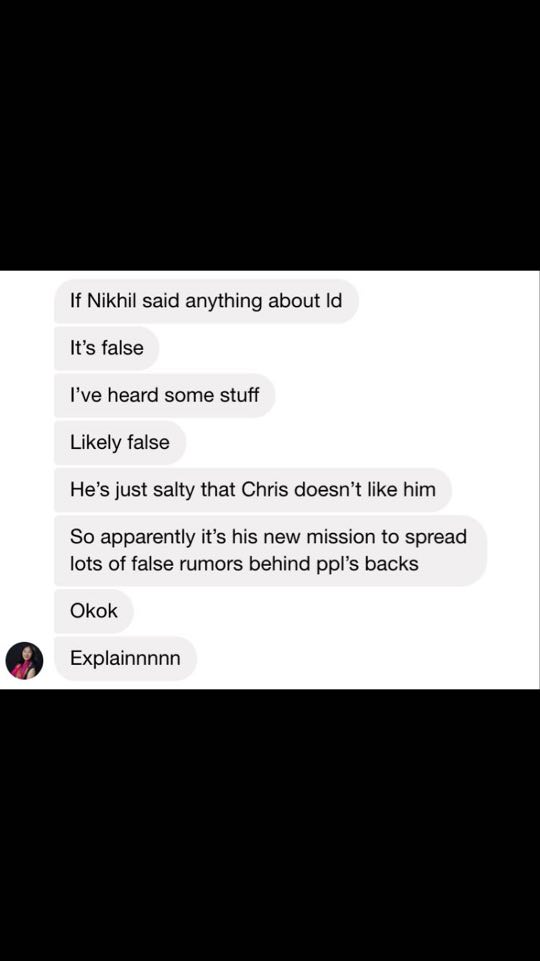 If Nikhil said anything about ld
It's false
I've heard some stuff
Likely false
He's just salty that Chris doesn't like him
So apparently it's his new mission to spread
lots of false rumors behind ppl's backs
Okok
Explainnnnn